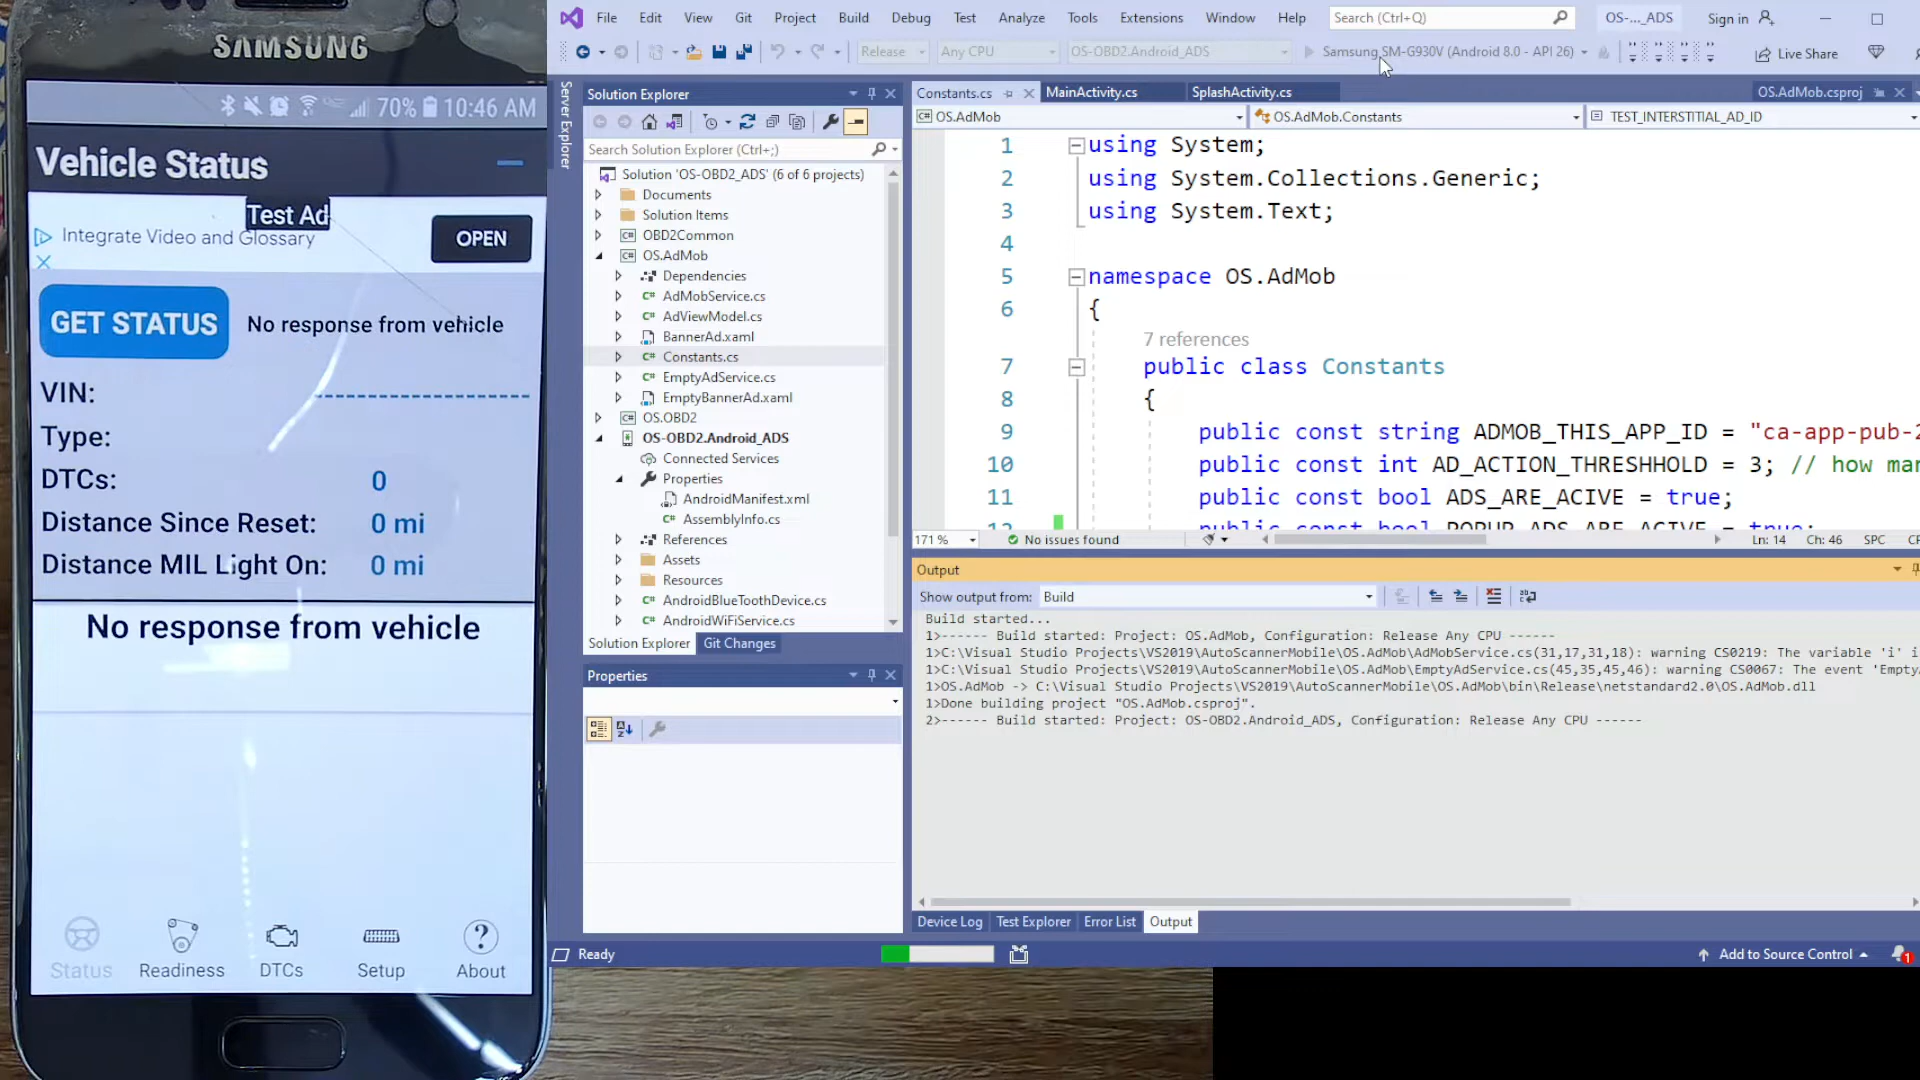 SAMSUNG
70% 10:46 AM
Vehicle Status
Test Ad
Integrate Video and Glossary
OPEN
GET STATUS
No response from vehicle
VIN: -----------------
Type:
DTCs: 0
Distance Since Reset: 0 mi
Distance MIL Light On: 0 mi
No response from vehicle
Status Readiness DTCs Setup About
File Edit View Git Project Build Debug Test Analyze Tools Extensions Window Help
Search (Ctrl+Q)
OS-..._ADS
Sign in
Release Any CPU OS-OBD2.Android_ADS Samsung SM-G930V (Android 8.0 - API 26)
Live Share
Server Explorer
Solution Explorer
Search Solution Explorer (Ctrl+;)
Solution 'OS-OBD2_ADS' (6 of 6 projects)
Documents
Solution Items
OBD2Common
OS.AdMob
Dependencies
AdMobService.cs
AdViewModel.cs
BannerAd.xaml
Constants.cs
EmptyAdService.cs
EmptyBannerAd.xaml
OS.OBD2
OS-OBD2.Android_ADS
Connected Services
Properties
AndroidManifest.xml
AssemblyInfo.cs
References
Assets
Resources
AndroidBlueToothDevice.cs
AndroidWiFiService.cs
Solution Explorer Git Changes
Properties
Constants.cs MainActivity.cs SplashActivity.cs OS.AdMob.csproj
OS.AdMob OS.AdMob.Constants TEST_INTERSTITIAL_AD_ID
1 using System;
2 using System.Collections.Generic;
3 using System.Text;
4
5 namespace OS.AdMob
6 {
7 references
7 public class Constants
8 {
9 public const string ADMOB_THIS_APP_ID = "ca-app-pub-2
10 public const int AD_ACTION_THRESHHOLD = 3; // how mar
11 public const bool ADS_ARE_ACIVE = true;
12 public const bool POPUP_ADS_ARE_ACIVE = true;
171 % No issues found Ln: 14 Ch: 46 SPC
Output
Show output from: Build
Build started...
1>------ Build started: Project: OS.AdMob, Configuration: Release Any CPU ------
1>C:\Visual Studio Projects\VS2019\AutoScannerMobile\OS.AdMob\AdMobService.cs(31,17,31,18): warning CS0219: The variable 'i' i
1>C:\Visual Studio Projects\VS2019\AutoScannerMobile\OS.AdMob\EmptyAdService.cs(45,35,45,46): warning CS0067: The event 'Empty
1>OS.AdMob -> C:\Visual Studio Projects\VS2019\AutoScannerMobile\OS.AdMob\bin\Release\netstandard2.0\OS.AdMob.dll
1>Done building project "OS.AdMob.csproj".
2>------ Build started: Project: OS-OBD2.Android_ADS, Configuration: Release Any CPU ------
Device Log Test Explorer Error List Output
Ready
Add to Source Control
1